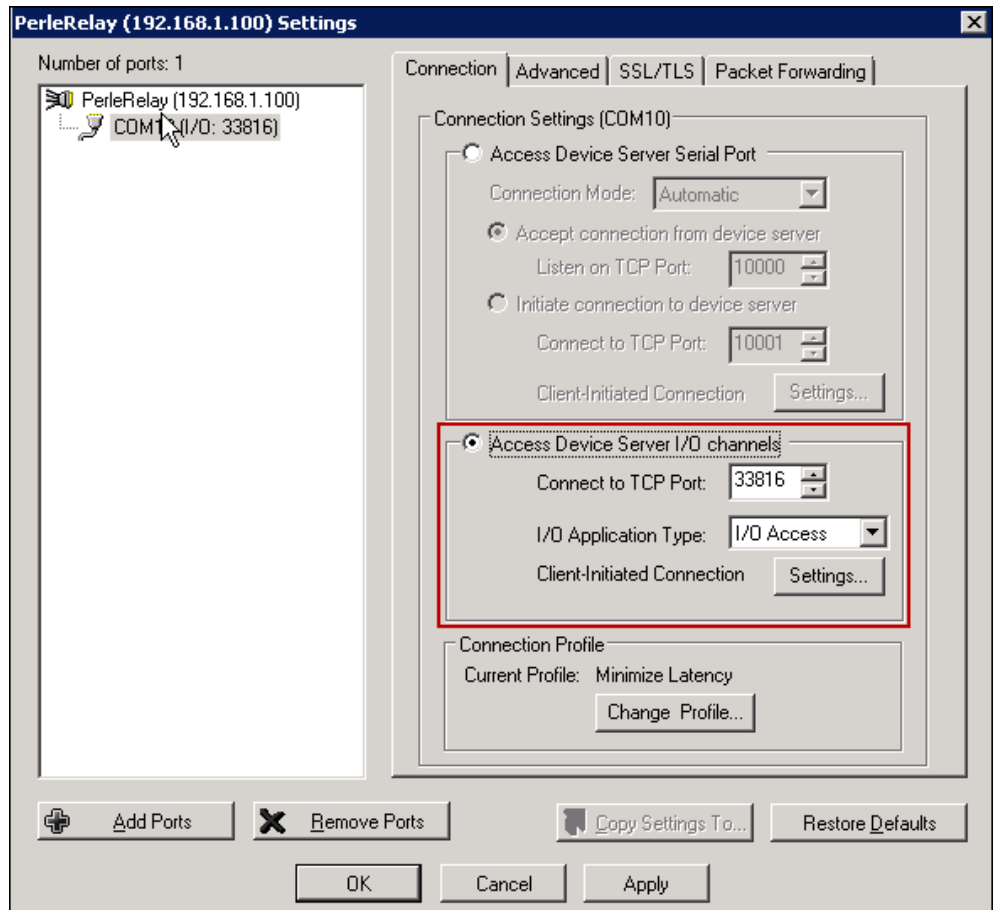 PerleRelay (192.168.1.100) Settings
Number of ports: 1
PerleRelay (192.168.1.100)
(I/O: 33816)
Connection
Advanced
SSL/TLS
Packet Forwarding
Connection Settings (COM10)
Access Device Server Serial Port
Connection Mode: Automatic
Accept connection from device server
Listen on TCP Port: 10000
Initiate connection to device server
Connect to TCP Port: 10001
Client-Initiated Connection Settings...
Access Device Server I/O channels
Connect to TCP Port: 33816
I/O Application Type: I/O Access
Client-Initiated Connection Settings...
Connection Profile
Current Profile: Minimize Latency
Change Profile...
Add Ports
Remove Ports
Copy Settings To...
Restore Defaults
OK
Cancel
Apply